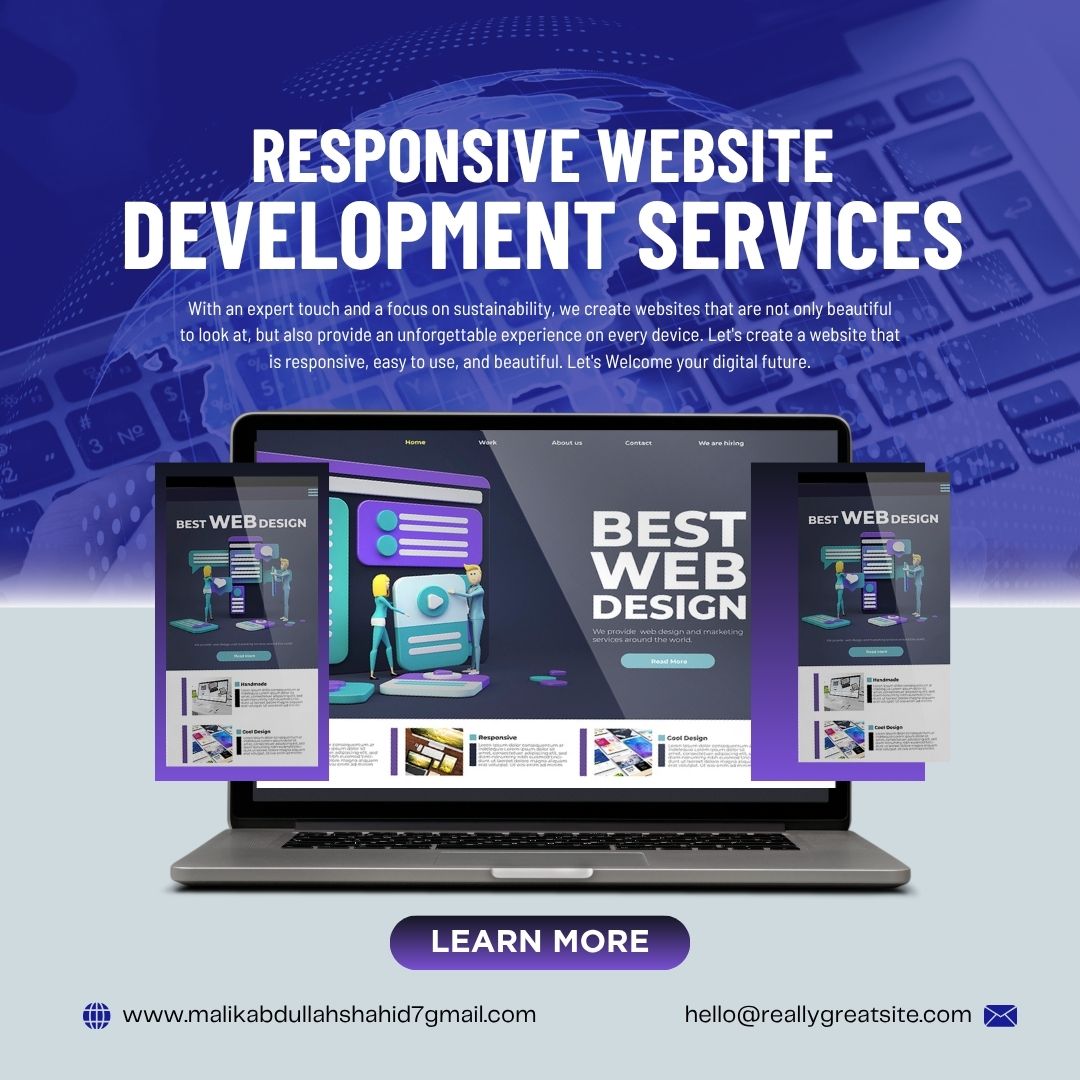 RESPONSIVE WEBSITE
DEVELOPMENT SERVICES
With an expert touch and a focus on sustainability, we create websites that are not only beautiful
to look at, but also provide an unforgettable experience on every device. Let's create a website that
is responsive, easy to use, and beautiful. Let's Welcome your digital future.
Home Work About us Contact We are hiring
BEST WEB DESIGN
Read More
Handmade
Cool Design
BEST
WEB
DESIGN
We provide web design and marketing
services around the world.
Read More
Responsive
Cool Design
BEST WEB DESIGN
Read More
Handmade
Cool Design
3 №
LEARN MORE
www.malikabdullahshahid7gmail.com
hello@reallygreatsite.com